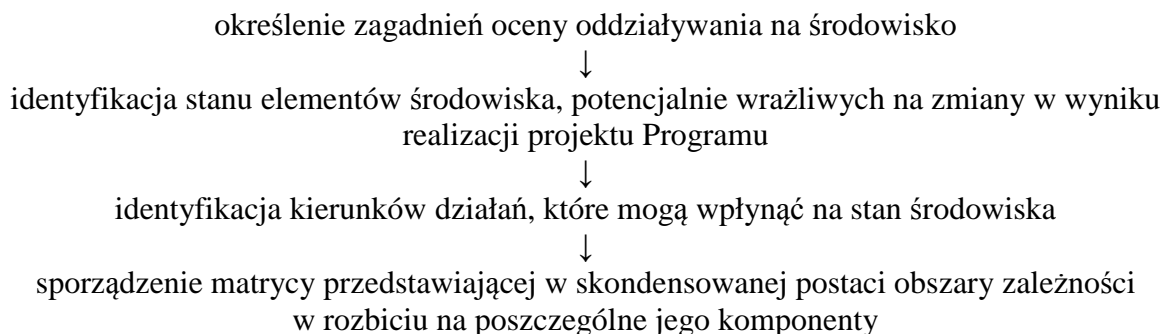 określenie zagadnień oceny oddziaływania na środowisko
↓
identyfikacja stanu elementów środowiska, potencjalnie wrażliwych na zmiany w wyniku
realizacji projektu Programu
↓
identyfikacja kierunków działań, które mogą wpłynąć na stan środowiska
↓
sporządzenie matrycy przedstawiającej w skondensowanej postaci obszary zależności
w rozbiciu na poszczególne jego komponenty